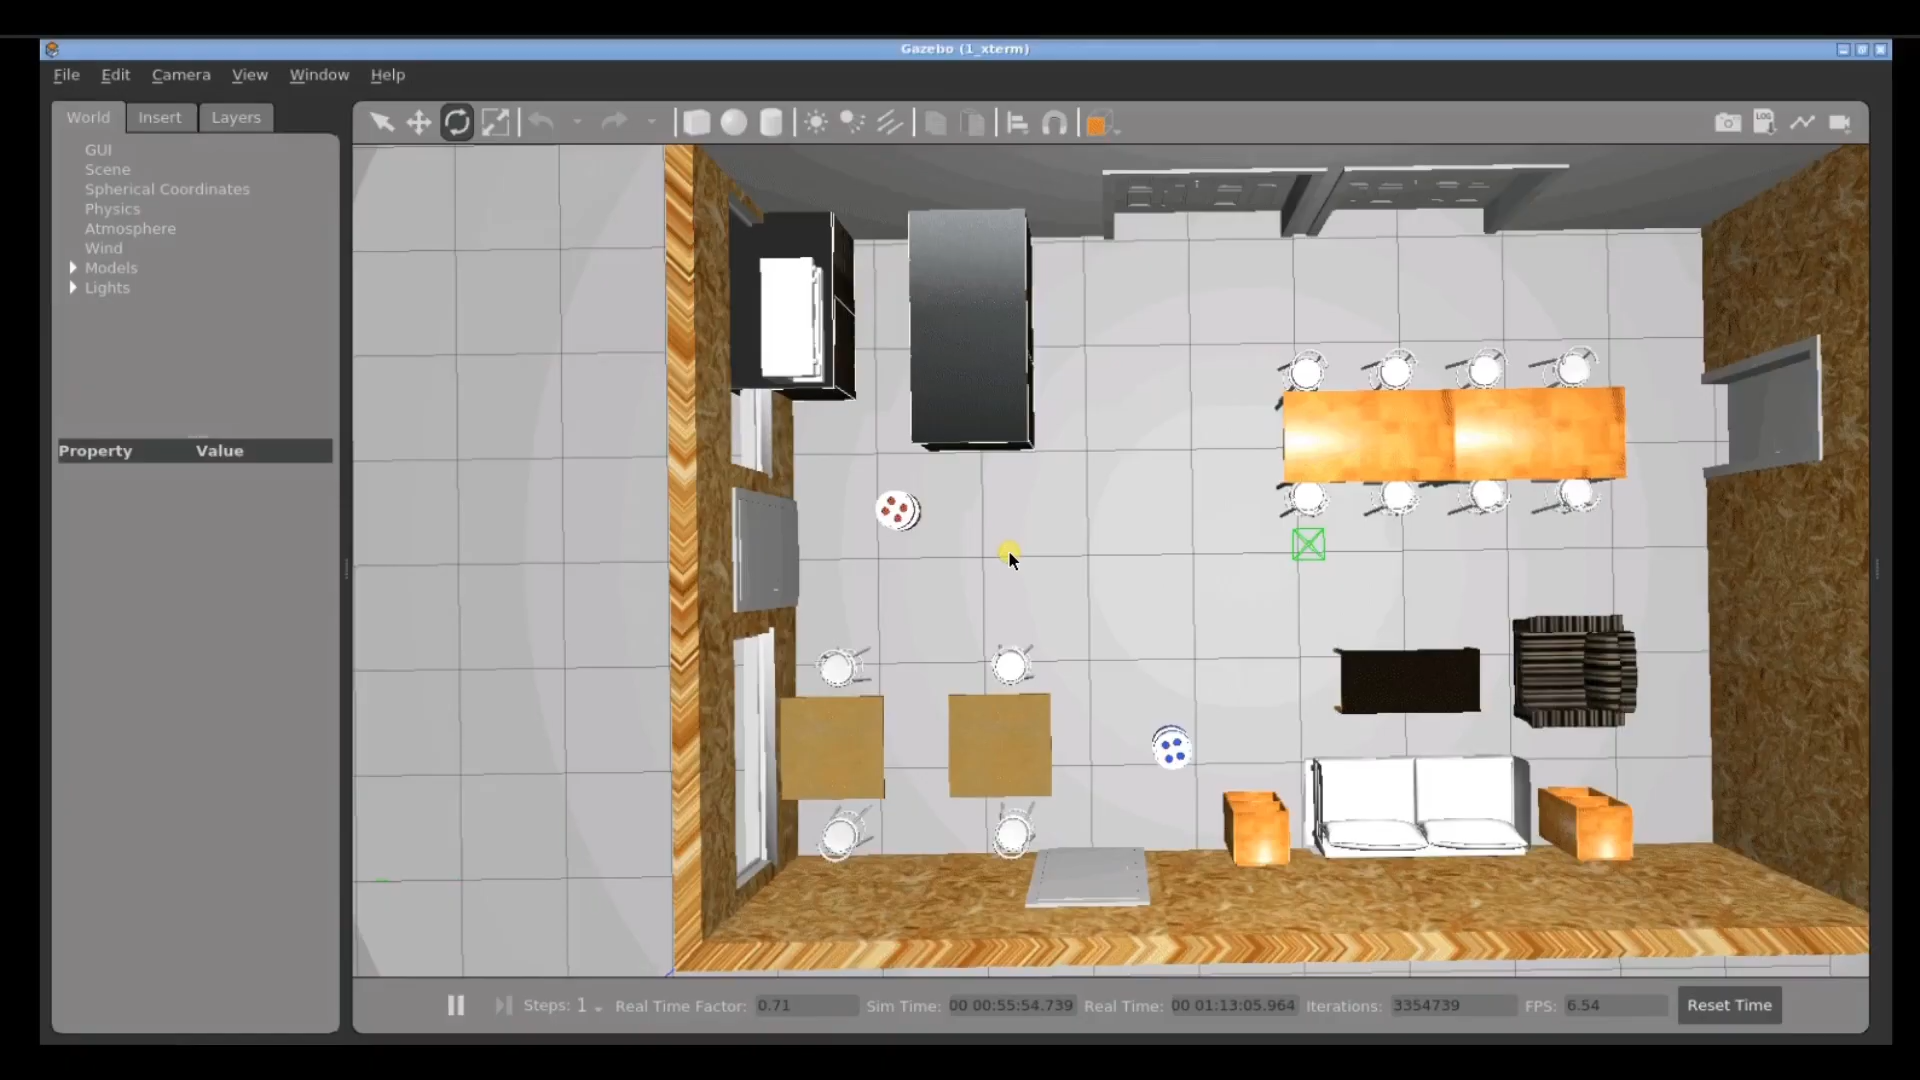 Gazebo (1_xterm)
File Edit Camera View Window Help
World Insert Layers
LOG
GUI
Scene
Spherical Coordinates
Physics
Atmosphere
Wind
Models
Lights
Property Value
Steps: 1 Real Time Factor: 0.71 Sim Time: 00 00:55:54.739 Real Time: 00 01:13:05.964 Iterations: 3354739 FPS: 6.54 Reset Time